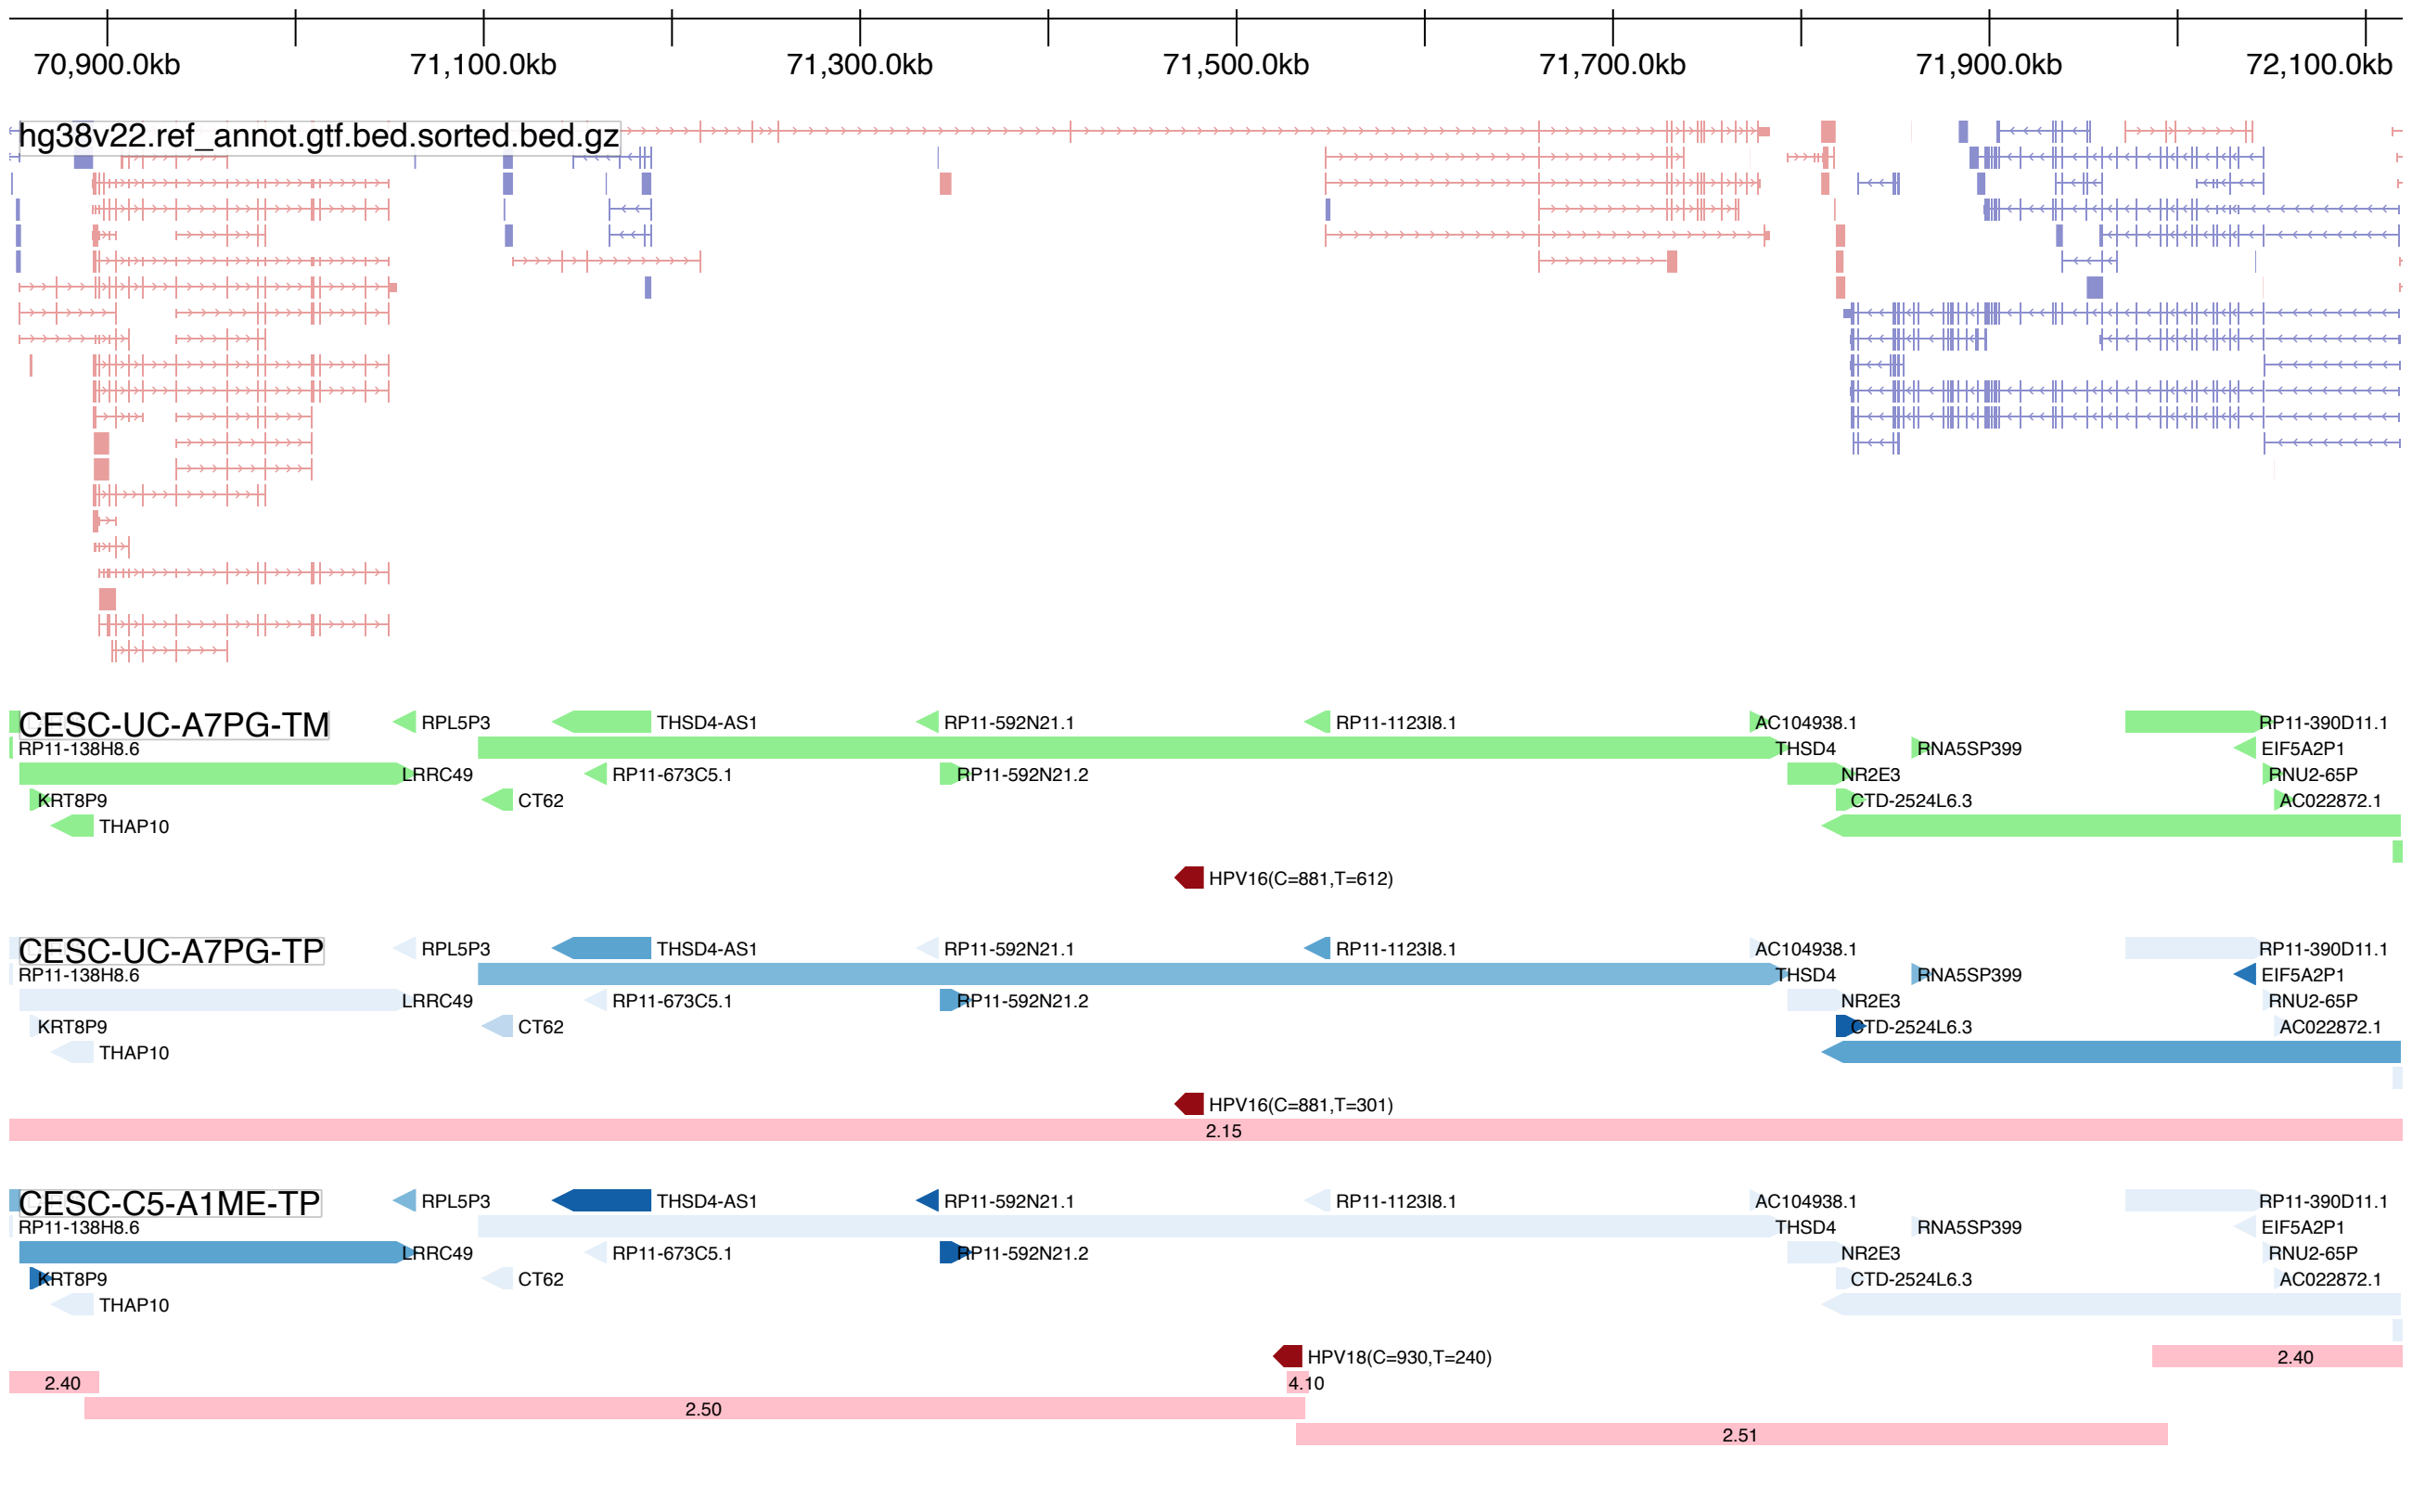 70,900.0kb 71,100.0kb 71,300.0kb 71,500.0kb 71,700.0kb 71,900.0kb 72,100.0kb
hg38v22.ref_annot.gtf.bed.sorted.bed.gz
CESC-UC-A7PG-TM RPL5P3 THSD4-AS1 RP11-592N21.1 RP11-1123I8.1 AC104938.1 RP11-390D11.1
RP11-138H8.6 THSD4 RNA5SP399 EIF5A2P1
LRRC49 RP11-673C5.1 RP11-592N21.2 NR2E3 RNU2-65P
KRT8P9 CT62 CTD-2524L6.3 AC022872.1
THAP10
HPV16(C=881,T=612)
CESC-UC-A7PG-TP RPL5P3 THSD4-AS1 RP11-592N21.1 RP11-1123I8.1 AC104938.1 RP11-390D11.1
RP11-138H8.6 THSD4 RNA5SP399 EIF5A2P1
LRRC49 RP11-673C5.1 RP11-592N21.2 NR2E3 RNU2-65P
KRT8P9 CT62 CTD-2524L6.3 AC022872.1
THAP10
HPV16(C=881,T=301)
2.15
CESC-C5-A1ME-TP RPL5P3 THSD4-AS1 RP11-592N21.1 RP11-1123I8.1 AC104938.1 RP11-390D11.1
RP11-138H8.6 THSD4 RNA5SP399 EIF5A2P1
LRRC49 RP11-673C5.1 RP11-592N21.2 NR2E3 RNU2-65P
KRT8P9 CT62 CTD-2524L6.3 AC022872.1
THAP10
HPV18(C=930,T=240) 2.40
2.40 4.10
2.50
2.51